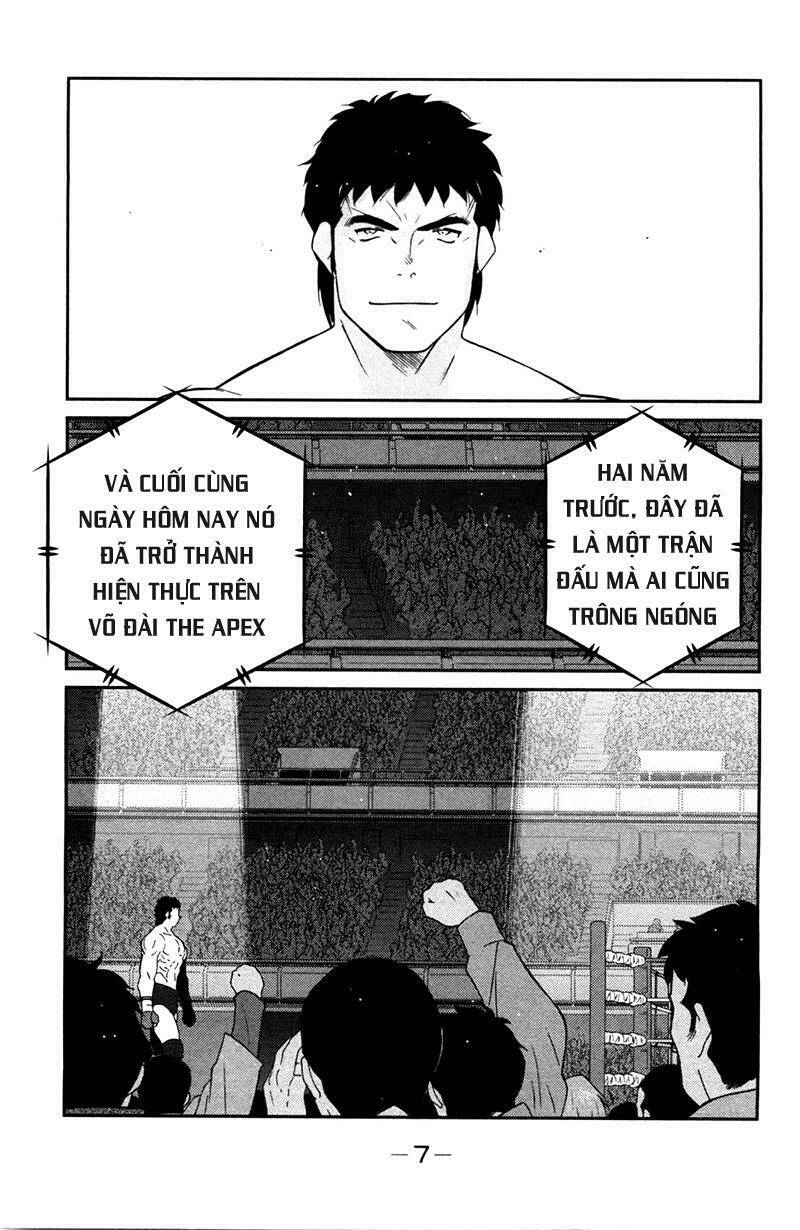 HAI NĂM
TRƯỚC, ĐÂY ĐÃ
LÀ MỘT TRẬN
ĐẤU MÀ AI CŨNG
TRÔNG NGÓNG
VÀ CUỐI CÙNG
NGÀY HÔM NAY NÓ
ĐÃ TRỞ THÀNH
HIỆN THỰC TRÊN
VÕ ĐÀI THE APEX
-7-